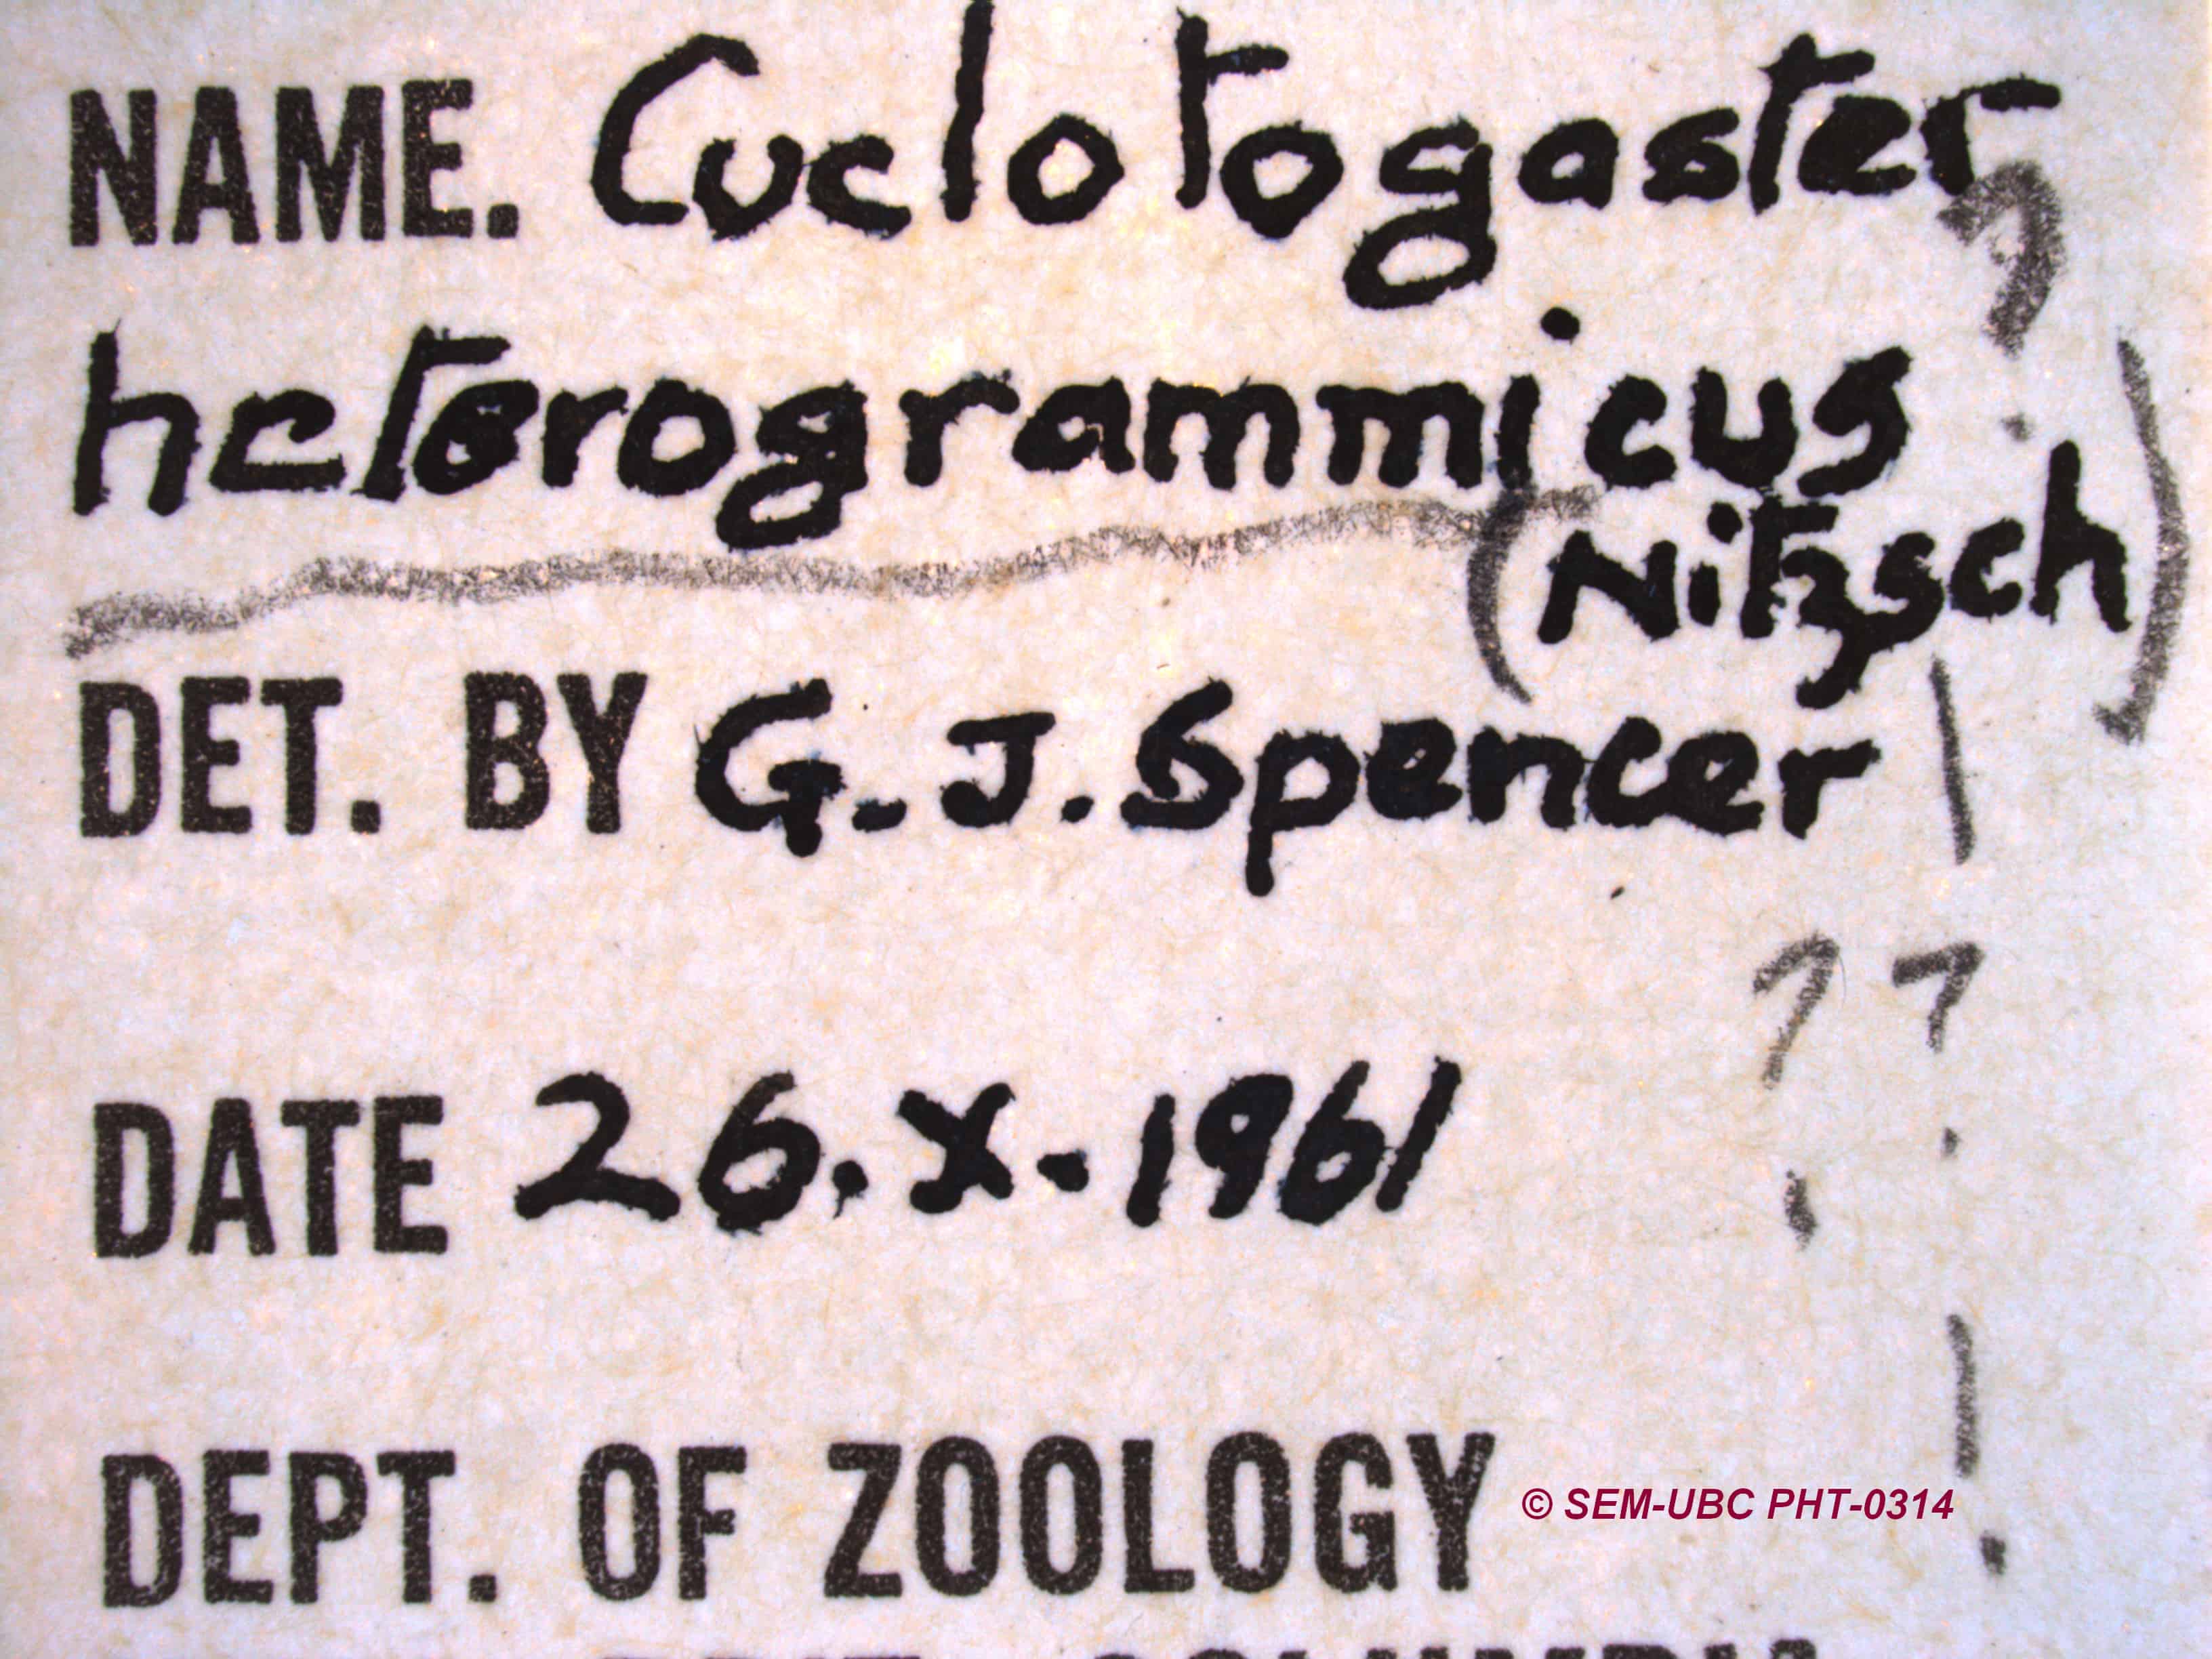 NAME. Cuclotogaster ?
heterogrammicus
(Nitzsch)
DET. BY G. J. Spencer !
? ?
DATE 26.X.1961
!
DEPT. OF ZOOLOGY
© SEM-UBC PHT-0314